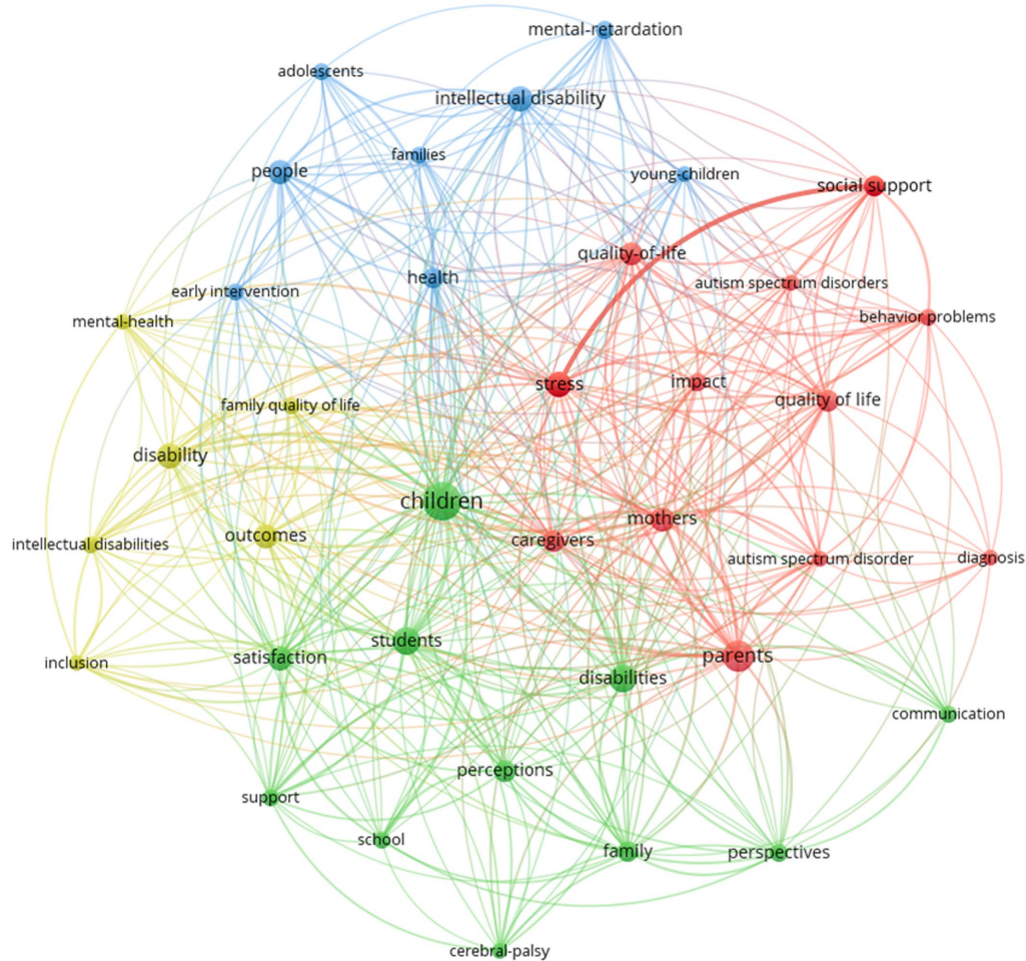 mental-retardation
adolescents
intellectual disability
families
people
young-children
social support
quality-of-life
health
autism spectrum disorders
early intervention
behavior problems
mental-health
stress
impact
quality of life
family quality of life
disability
children
mothers
outcomes
caregivers
intellectual disabilities
autism spectrum disorder
diagnosis
students
satisfaction
parents
inclusion
disabilities
communication
perceptions
support
school
family
perspectives
cerebral-palsy